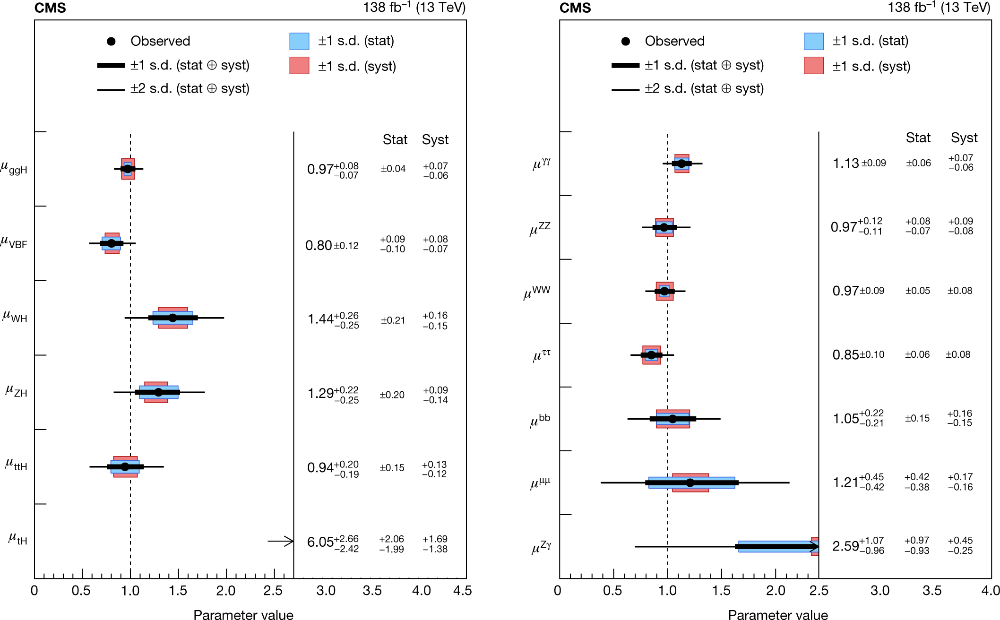 CMS 138 fb⁻¹ (13 TeV)
Observed ±1 s.d. (stat)
±1 s.d. (stat ⊕ syst) ±1 s.d. (syst)
±2 s.d. (stat ⊕ syst)
Stat Syst
μggH 0.97 +0.08 −0.07 ±0.04 +0.07 −0.06
μVBF 0.80 ±0.12 +0.09 −0.10 +0.08 −0.07
μWH 1.44 +0.26 −0.25 ±0.21 +0.16 −0.15
μZH 1.29 +0.22 −0.25 ±0.20 +0.09 −0.14
μttH 0.94 +0.20 −0.19 ±0.15 +0.13 −0.12
μtH 6.05 +2.66 −2.42 +2.06 −1.99 +1.69 −1.38
0 0.5 1.0 1.5 2.0 2.5 3.0 3.5 4.0 4.5
Parameter value
CMS 138 fb⁻¹ (13 TeV)
Observed ±1 s.d. (stat)
±1 s.d. (stat ⊕ syst) ±1 s.d. (syst)
±2 s.d. (stat ⊕ syst)
Stat Syst
μγγ 1.13 ±0.09 ±0.06 +0.07 −0.06
μZZ 0.97 +0.12 −0.11 +0.08 −0.07 +0.09 −0.08
μWW 0.97 ±0.09 ±0.05 ±0.08
μττ 0.85 ±0.10 ±0.06 ±0.08
μbb 1.05 +0.22 −0.21 ±0.15 +0.16 −0.15
μμμ 1.21 +0.45 −0.42 +0.42 −0.38 +0.17 −0.16
μZγ 2.59 +1.07 −0.96 +0.97 −0.93 +0.45 −0.25
0 0.5 1.0 1.5 2.0 2.5 3.0 3.5 4.0
Parameter value